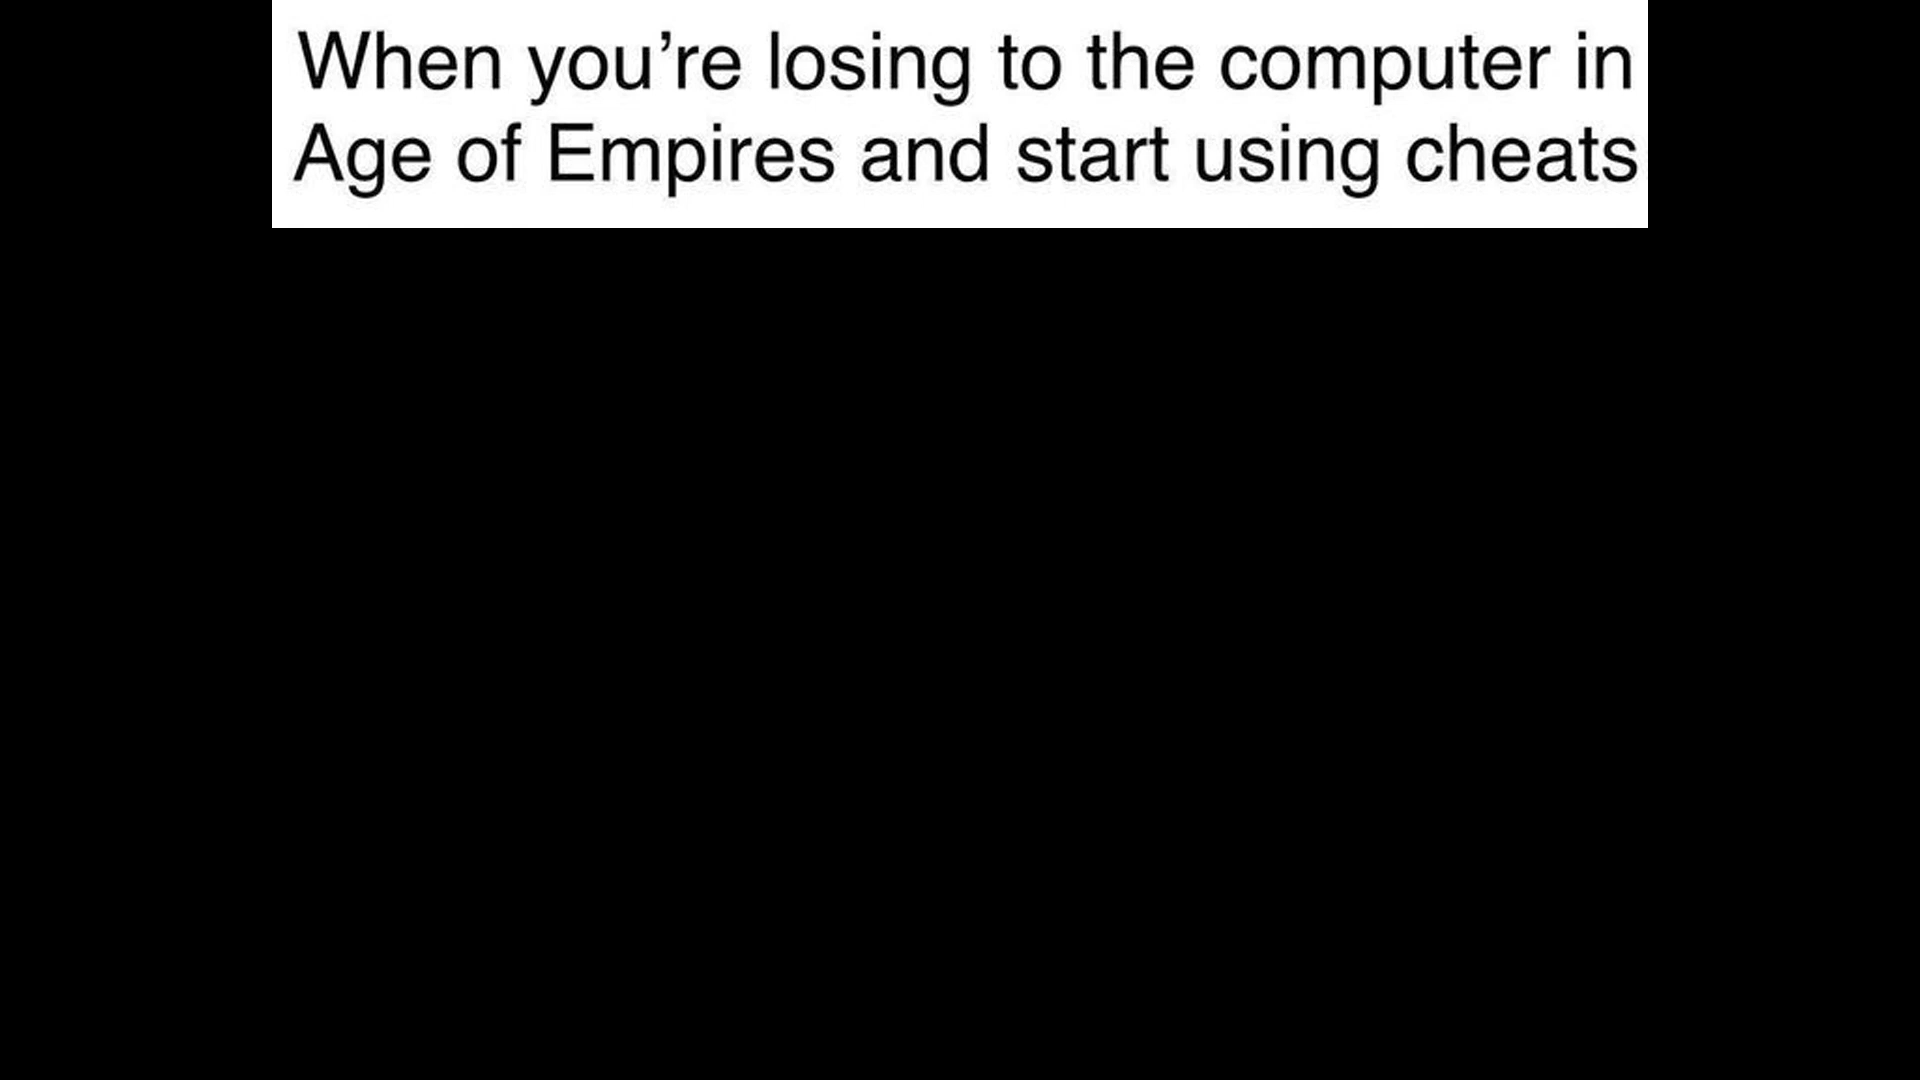 When you’re losing to the computer in
Age of Empires and start using cheats